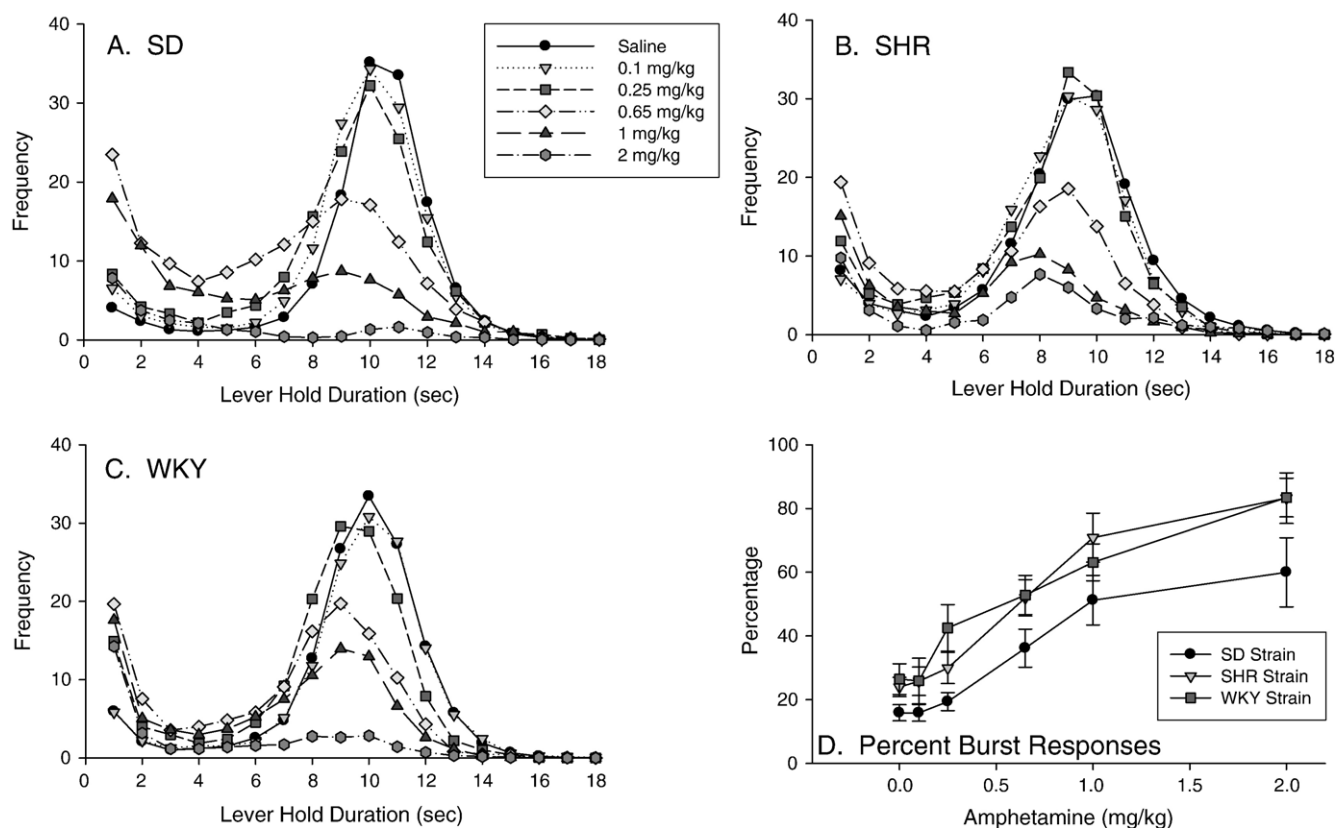 A. SD
Saline
0.1 mg/kg
0.25 mg/kg
0.65 mg/kg
1 mg/kg
2 mg/kg
40
30
20
10
0
Frequency
0 2 4 6 8 10 12 14 16 18
Lever Hold Duration (sec)
B. SHR
40
30
20
10
0
Frequency
0 2 4 6 8 10 12 14 16 18
Lever Hold Duration (sec)
C. WKY
40
30
20
10
0
Frequency
0 2 4 6 8 10 12 14 16 18
Lever Hold Duration (sec)
100
80
60
40
20
0
Percentage
SD Strain
SHR Strain
WKY Strain
D. Percent Burst Responses
0.0 0.5 1.0 1.5 2.0
Amphetamine (mg/kg)